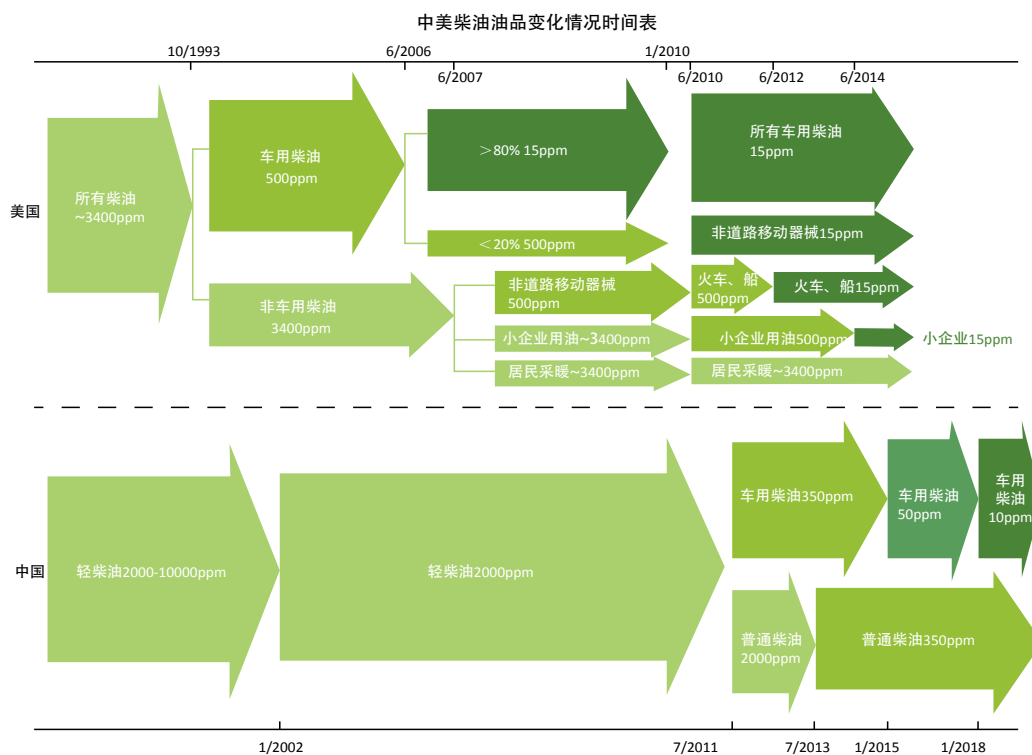 中美柴油油品变化情况时间表
10/1993
6/2006
1/2010
6/2007
6/2010
6/2012
6/2014
美国
所有柴油
~3400ppm
车用柴油
500ppm
＞80% 15ppm
＜20% 500ppm
所有车用柴油
15ppm
非道路移动器械15ppm
非车用柴油
3400ppm
非道路移动器械
500ppm
火车、船
500ppm
火车、船15ppm
小企业用油~3400ppm
小企业用油500ppm
小企业15ppm
居民采暖~3400ppm
居民采暖~3400ppm
中国
轻柴油2000-10000ppm
轻柴油2000ppm
车用柴油350ppm
车用柴油
50ppm
车用
柴油
10ppm
普通柴油
2000ppm
普通柴油350ppm
1/2002
7/2011
7/2013
1/2015
1/2018